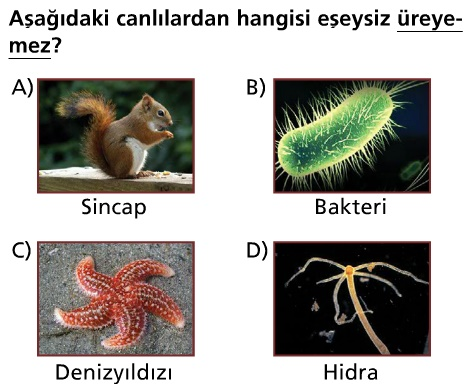 Aşağıdaki canlılardan hangisi eşeysiz üreye-
mez?
A)
B)
Sincap
Bakteri
C)
D)
Denizyıldızı
Hidra